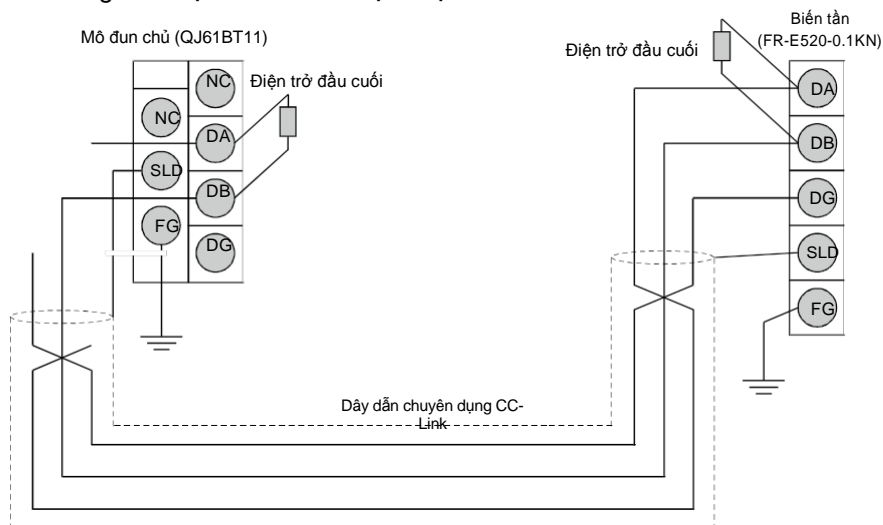 Mô đun chủ (QJ61BT11)
Điện trở đầu cuối
NC
NC
DA
SLD
DB
FG
DG
Biến tần
(FR-E520-0.1KN)
Điện trở đầu cuối
DA
DB
DG
SLD
FG
Dây dẫn chuyên dụng CC-
Link